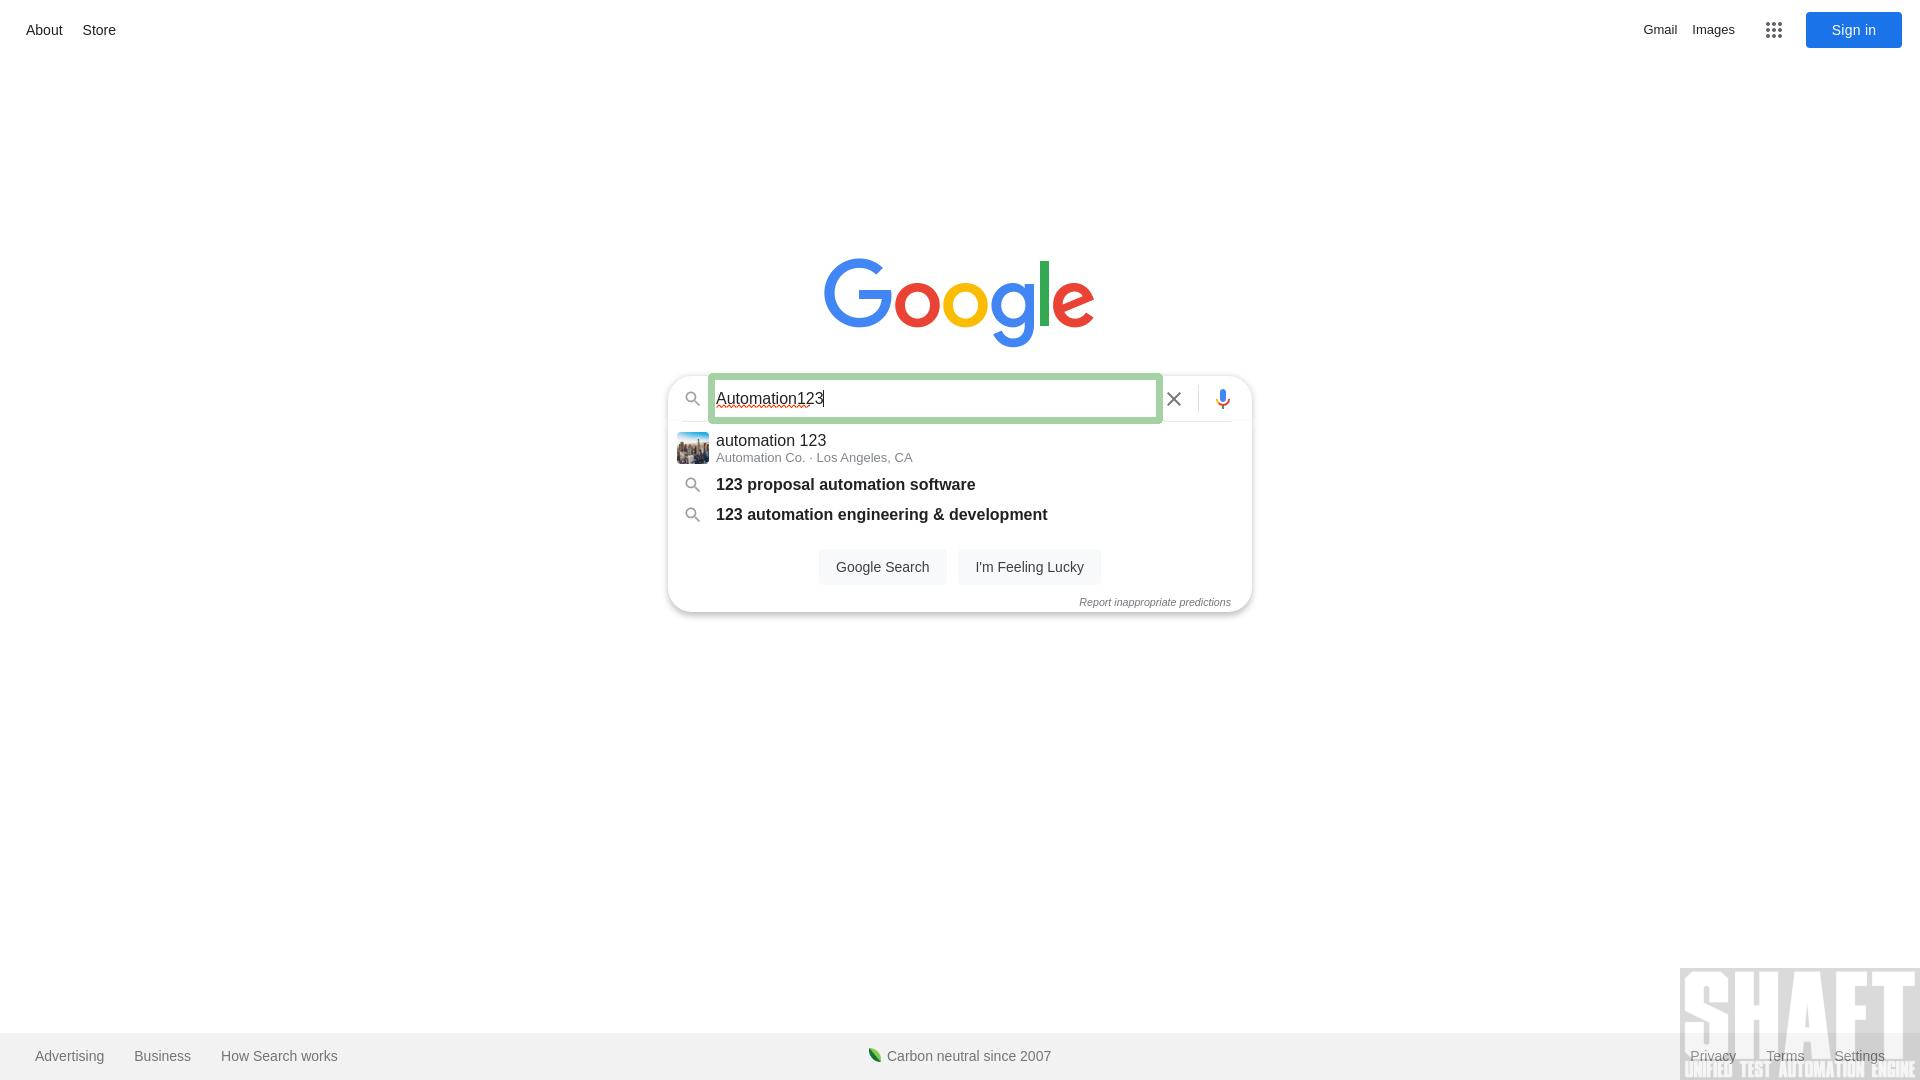 About Store
Gmail Images Sign in
Google
Automation123
automation 123
Automation Co. · Los Angeles, CA
123 proposal automation software
123 automation engineering & development
Google Search I'm Feeling Lucky
Report inappropriate predictions
SHAFT
Advertising Business How Search works Carbon neutral since 2007 Privacy Terms Settings
UNIFIED TEST AUTOMATION ENGINE